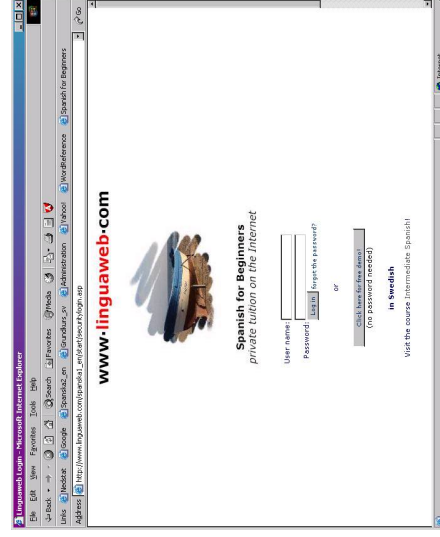 Linguaweb Login - Microsoft Internet Explorer
File Edit View Favorites Tools Help
Back Search Favorites Media
Links Nedstat Google Spanska2_en Grundkurs_sv Administration Yahoo! WordReference Spanish for Beginners
Address http://www.linguaweb.com/spanska1_en/start/securitylogin.asp Go
www.linguaweb.com
Spanish for Beginners
private tuition on the Internet
User name:
Password:
Log in forgot the password?
or
Click here for free demo!
(no password needed)
in Swedish
Visit the course Intermediate Spanish!
Internet